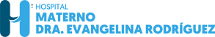 HOSPITAL
MATERNO
DRA. EVANGELINA RODRÍGUEZ